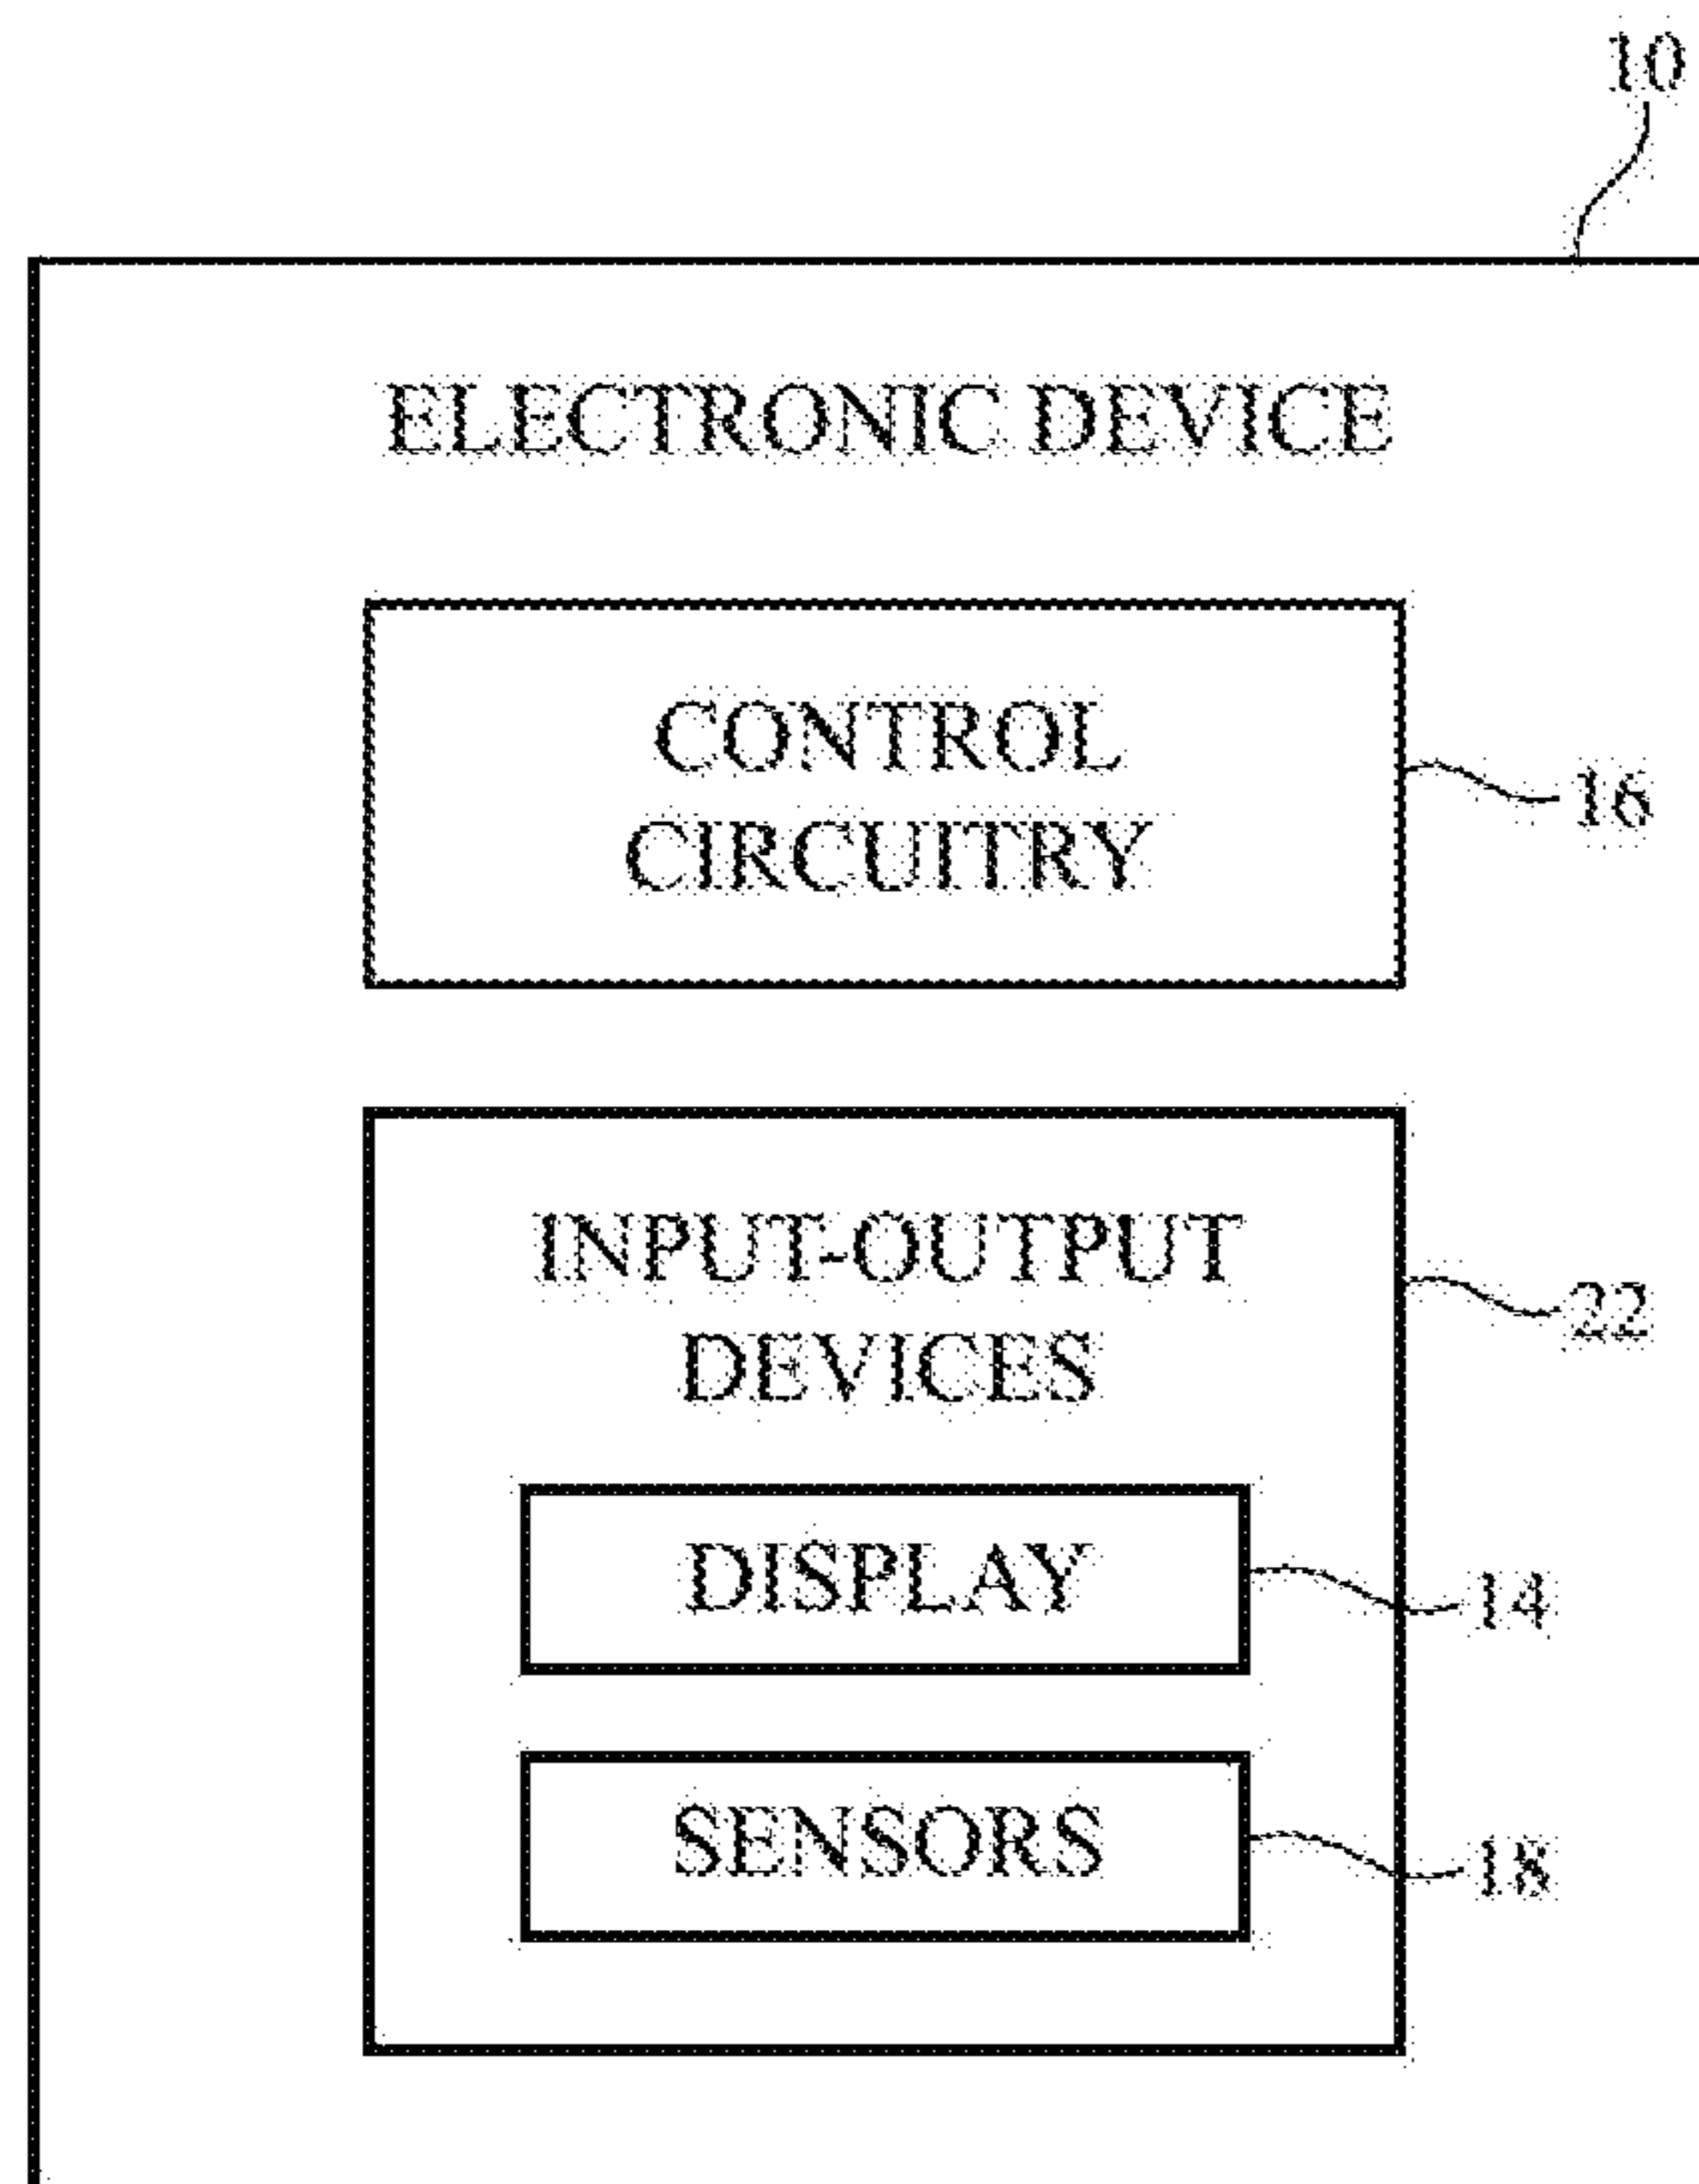 10
ELECTRONIC DEVICE
CONTROL
CIRCUITRY
16
INPUT-OUTPUT
DEVICES
22
DISPLAY
14
SENSORS
18